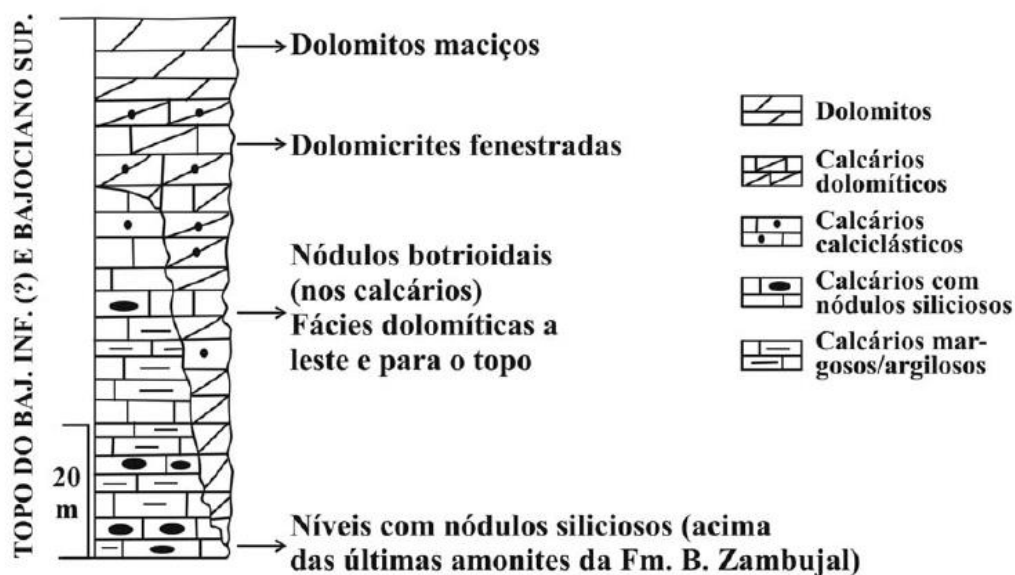 TOPO DO BAJ. INF. (?) E BAJOCIANO SUP.
Dolomitos maciços
Dolomicrites fenestradas
Nódulos botrioidais
(nos calcários)
Fácies dolomíticas a
leste e para o topo
20
m
Níveis com nódulos siliciosos (acima
das últimas amonites da Fm. B. Zambujal)
Dolomitos
Calcários
dolomíticos
Calcários
calciclásticos
Calcários com
nódulos siliciosos
Calcários mar-
gosos/argilosos